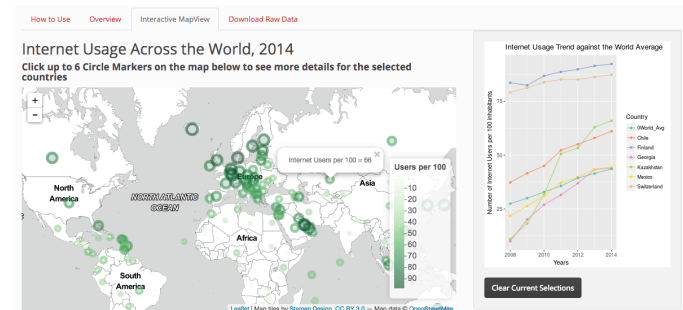 How to Use
Overview
Interactive MapView
Download Raw Data
Internet Usage Across the World, 2014
Click up to 6 Circle Markers on the map below to see more details for the selected
countries
+
−
Internet Users per 100 = 66
×
Users per 100
10
20
30
40
50
60
70
80
90
North
America
NORTH ATLANTIC
OCEAN
Europe
Asia
Africa
South
America
Leaflet | Map tiles by Stamen Design, CC BY 3.0 — Map data © OpenStreetMap
Internet Usage Trend against the World Average
Number of Internet Users per 100 inhabitants
75
50
25
2008
2010
2012
2014
Years
Country
0World_Avg
Chile
Finland
Georgia
Kazakhstan
Mexico
Switzerland
Clear Current Selections